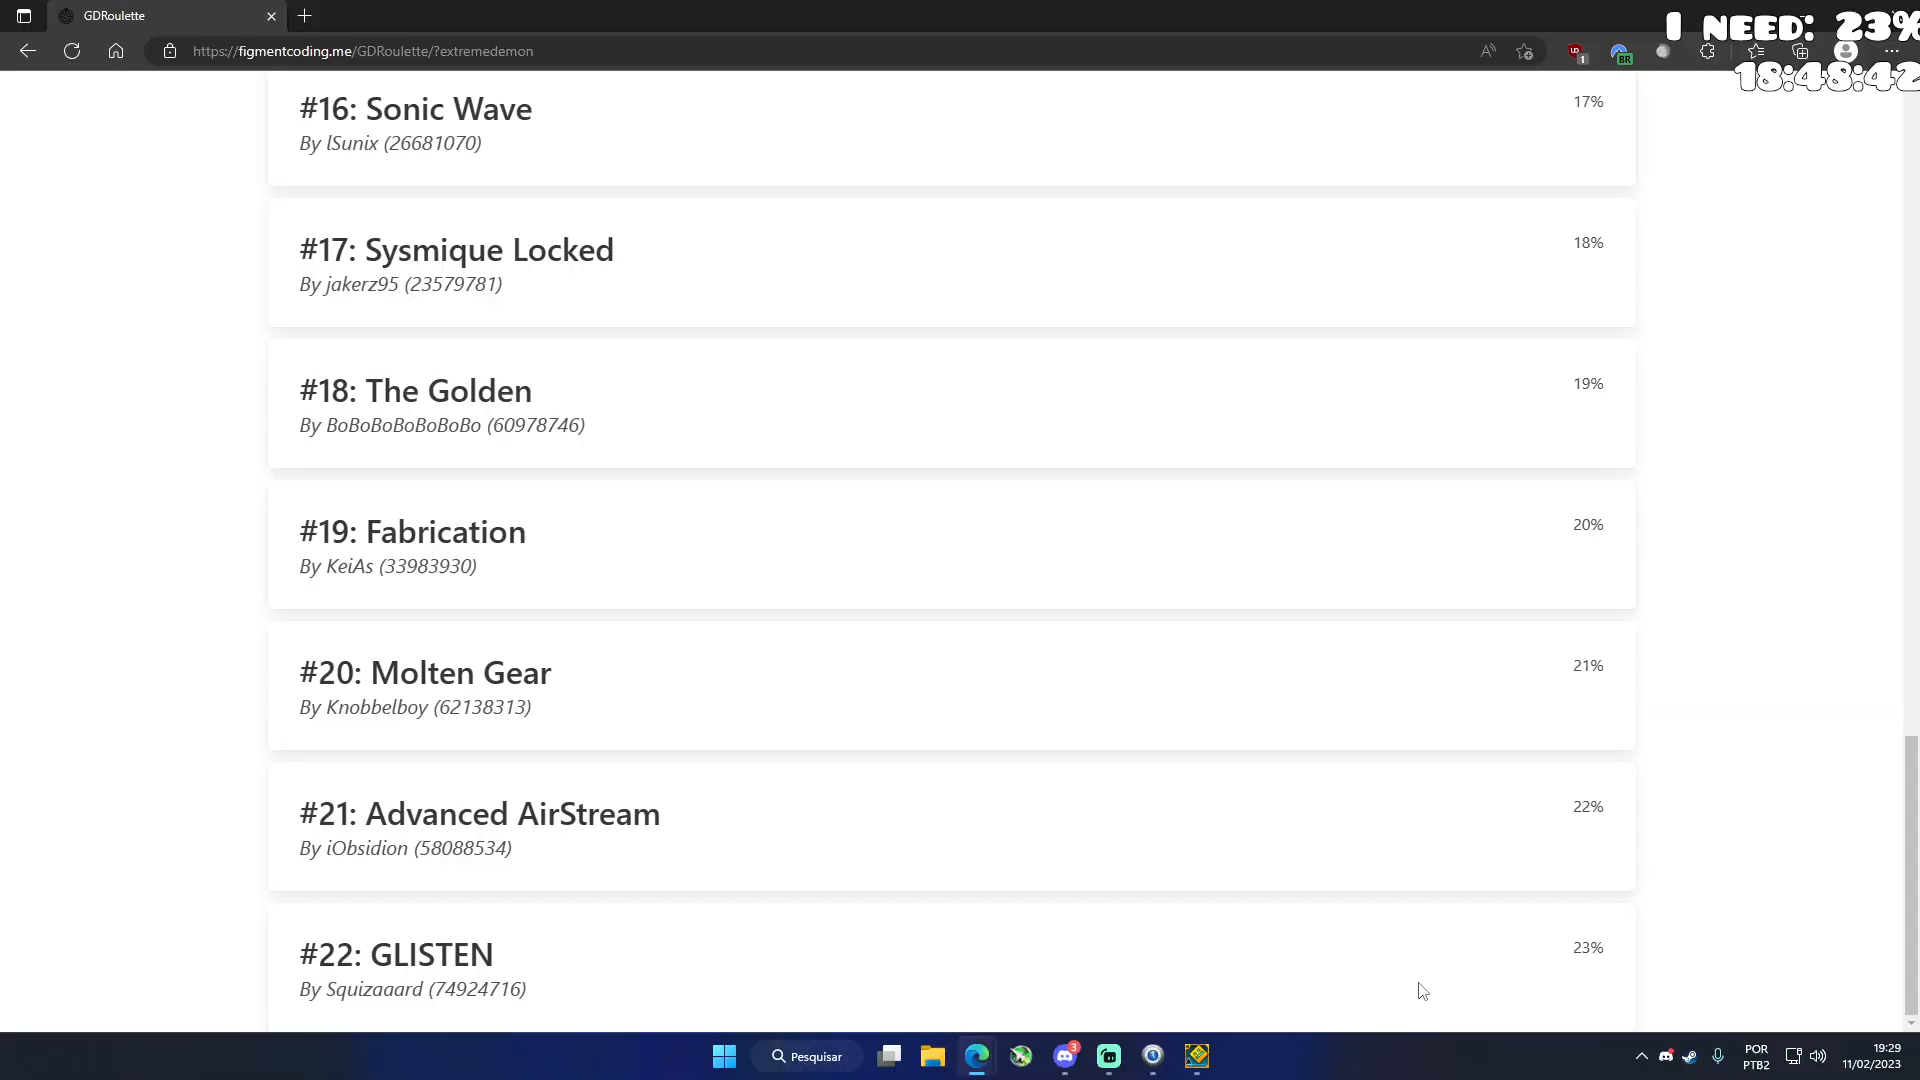 GDRoulette
I NEED: 23%
https://figmentcoding.me/GDRoulette/?extremedemon
1
BR
18:48:42
#16: Sonic Wave
17%
By lSunix (26681070)
#17: Sysmique Locked
18%
By jakerz95 (23579781)
#18: The Golden
19%
By BoBoBoBoBoBoBo (60978746)
#19: Fabrication
20%
By KeiAs (33983930)
#20: Molten Gear
21%
By Knobbelboy (62138313)
#21: Advanced AirStream
22%
By iObsidion (58088534)
#22: GLISTEN
23%
By Squizaaard (74924716)
Pesquisar
3
POR
PTB2
19:29
11/02/2023